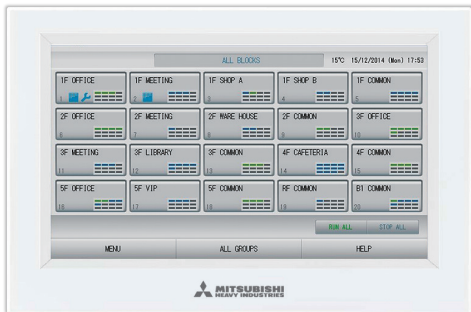 ALL BLOCKS 15℃ 15/12/2014 (Mon) 17:53
1F OFFICE 1F MEETING 1F SHOP A 1F SHOP B 1F COMMON
1 2 3 4 5
2F OFFICE 2F MEETING 2F WARE HOUSE 2F COMMON 3F OFFICE
6 7 8 9 10
3F MEETING 3F LIBRARY 3F COMMON 4F CAFETERIA 4F COMMON
11 12 13 14 15
5F OFFICE 5F VIP 5F COMMON RF COMMON B1 COMMON
16 17 18 19 20
RUN ALL STOP ALL
MENU ALL GROUPS HELP
MITSUBISHI
HEAVY INDUSTRIES